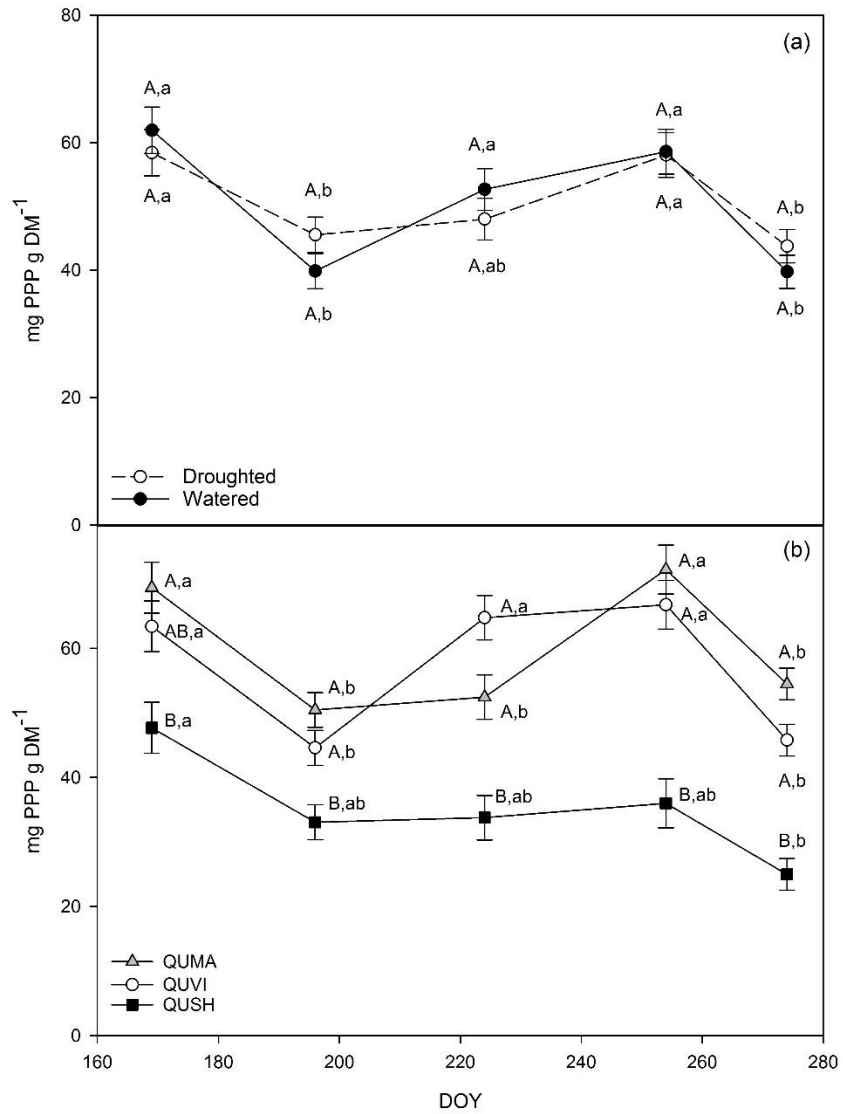 80
(a)
A,a
A,a
A,a
A,b
60
A,a
A,b
A,a
40
A,ab
A,b
A,b
mg PPP g DM⁻¹
20
Droughted
Watered
0
(b)
A,a
A,a
A,a
AB,a
A,a
60
A,b
A,b
A,b
A,b
B,a
A,b
40
B,ab
B,ab
B,ab
B,b
mg PPP g DM⁻¹
20
QUMA
QUVI
QUSH
0
160 180 200 220 240 260 280
DOY